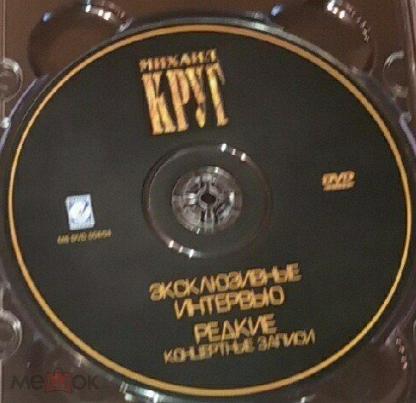 МИХАИЛ
КРУГ
DVD
ЭКСКЛЮЗИВНЫЕ
ИНТЕРВЬЮ
РЕДКИЕ
КОНЦЕРТНЫЕ ЗАПИСИ